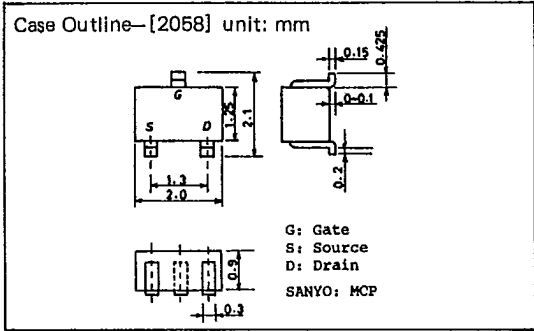 Case Outline–[2058] unit: mm
G
S D
1.25
2.1
1.3
2.0
0.15
0.425
0~0.1
0.2
G: Gate
S: Source
D: Drain
SANYO: MCP
0.9
0.3